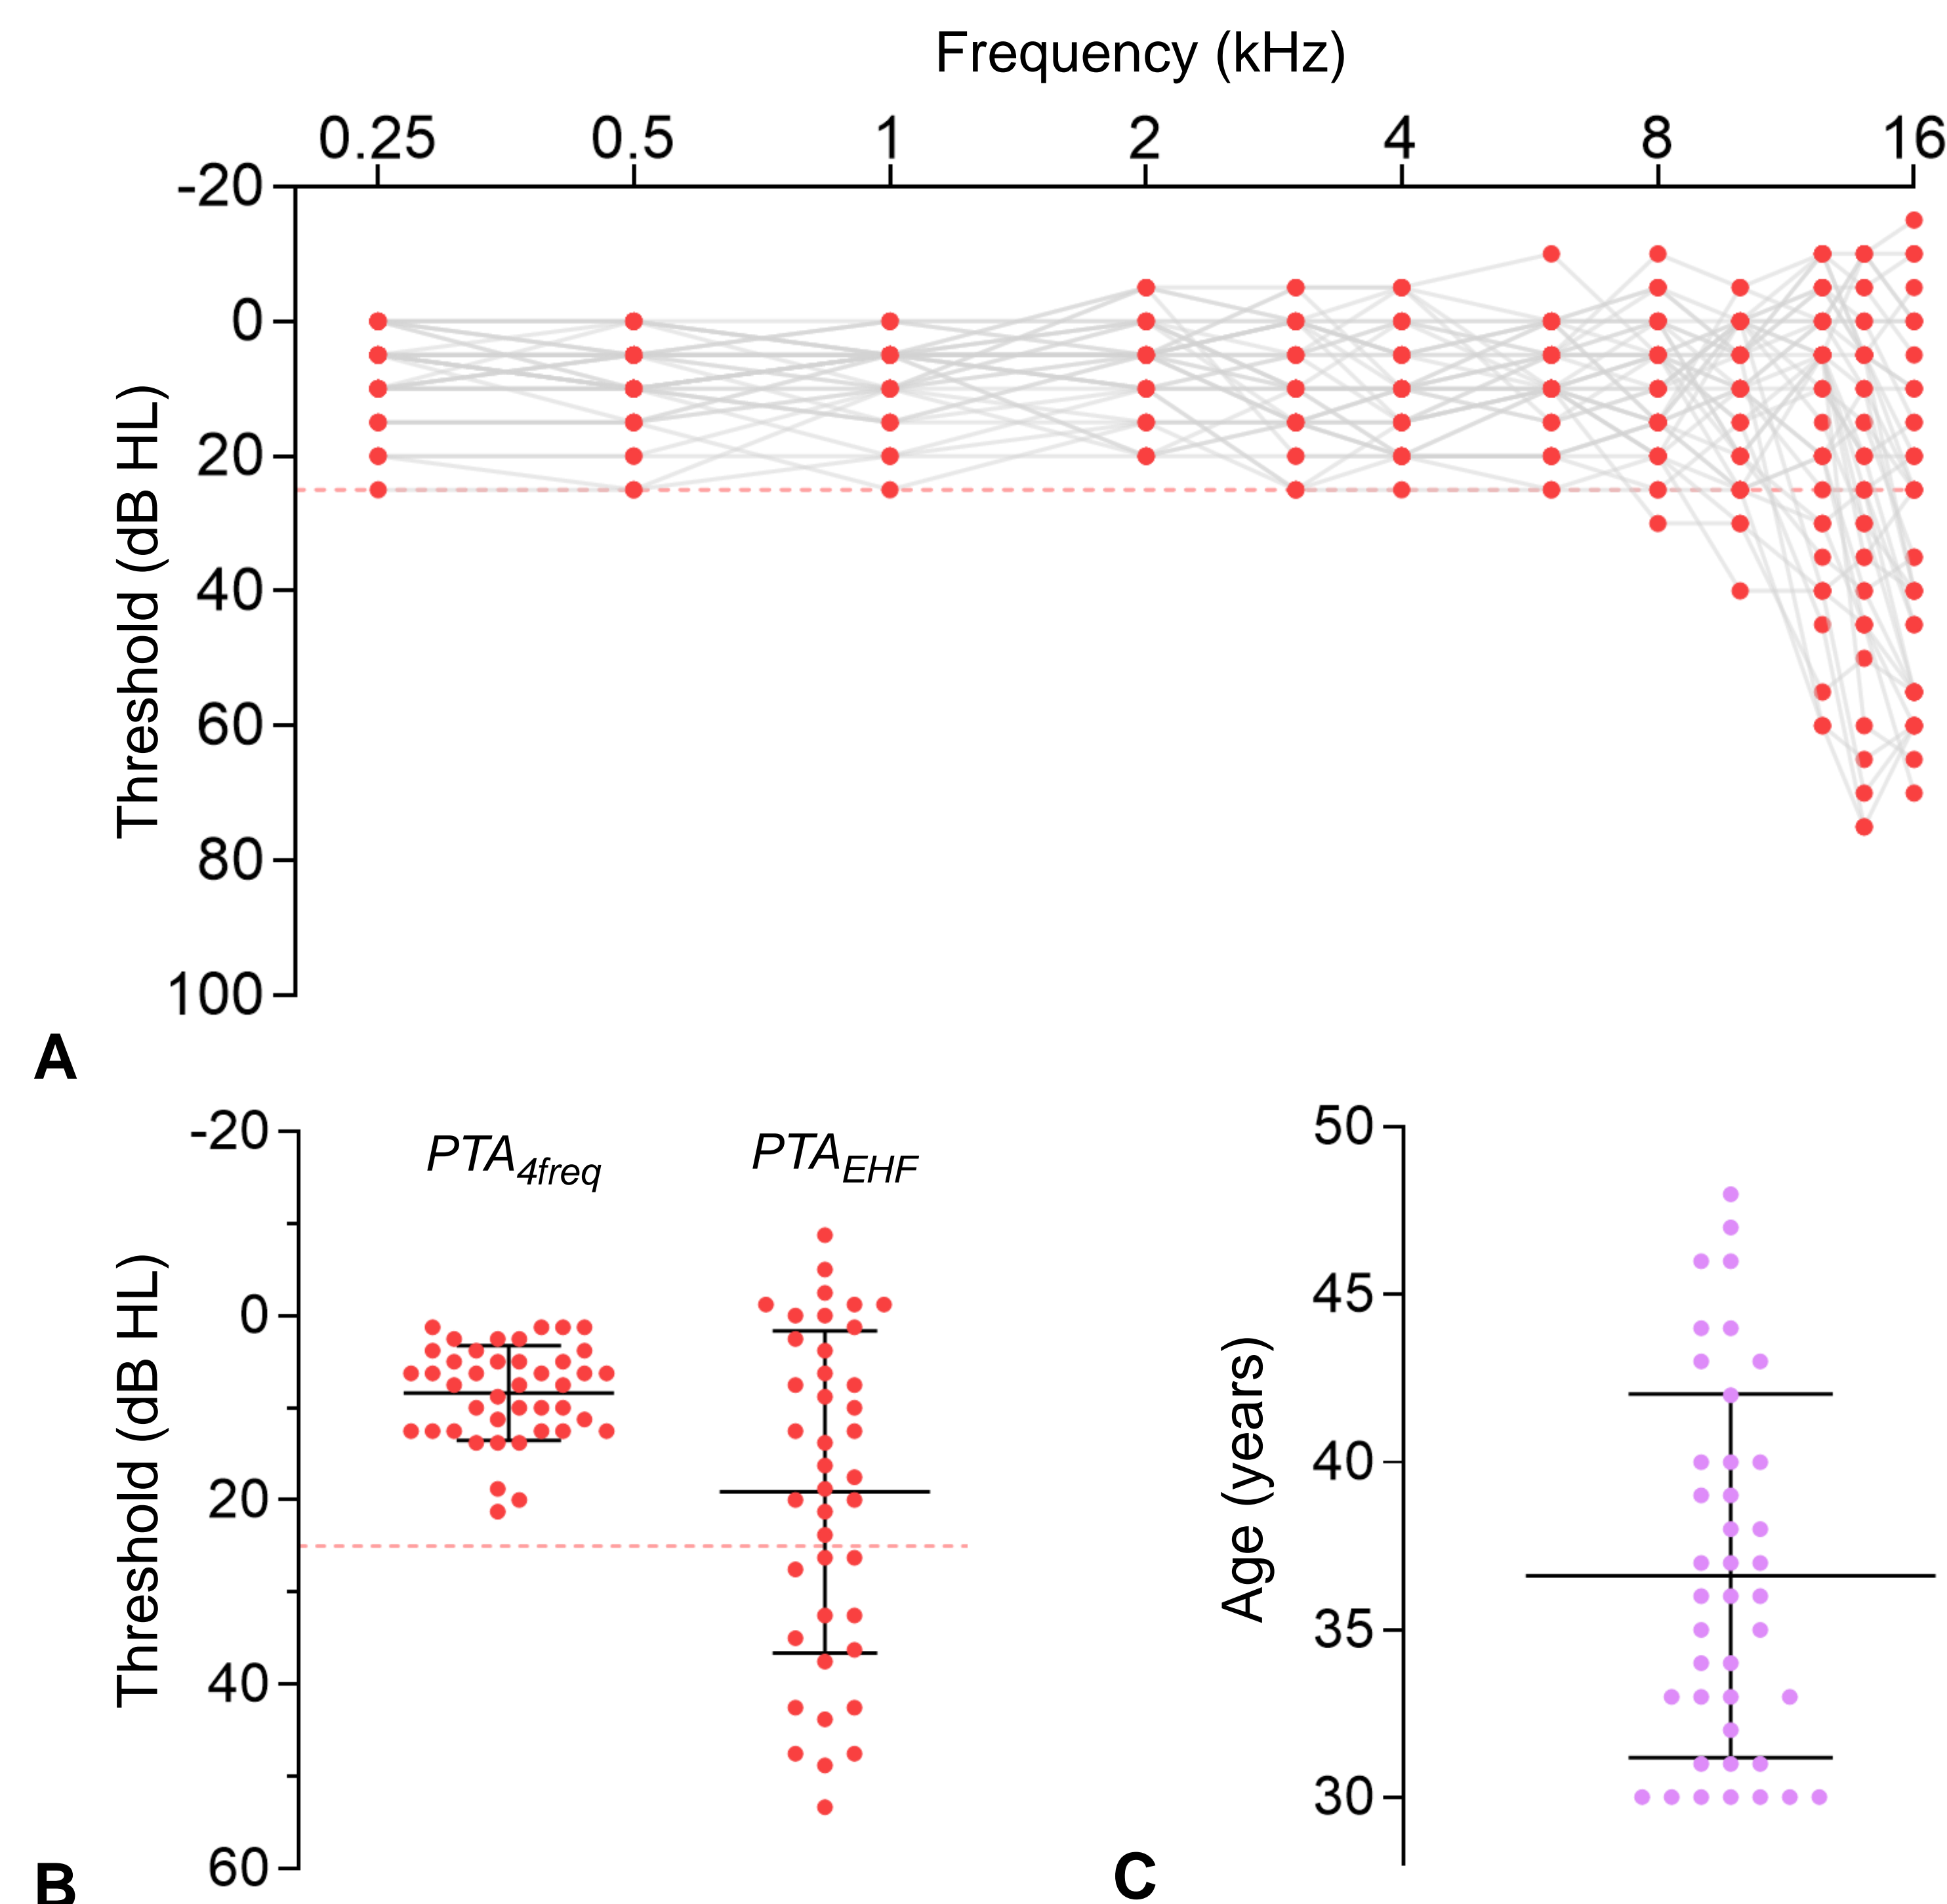 Frequency (kHz)
0.25 0.5 1 2 4 8 16
-20
0
20
40
60
80
100
Threshold (dB HL)
A
-20
0
20
40
60
Threshold (dB HL)
PTA4freq PTAEHF
B
50
45
40
35
30
Age (years)
C